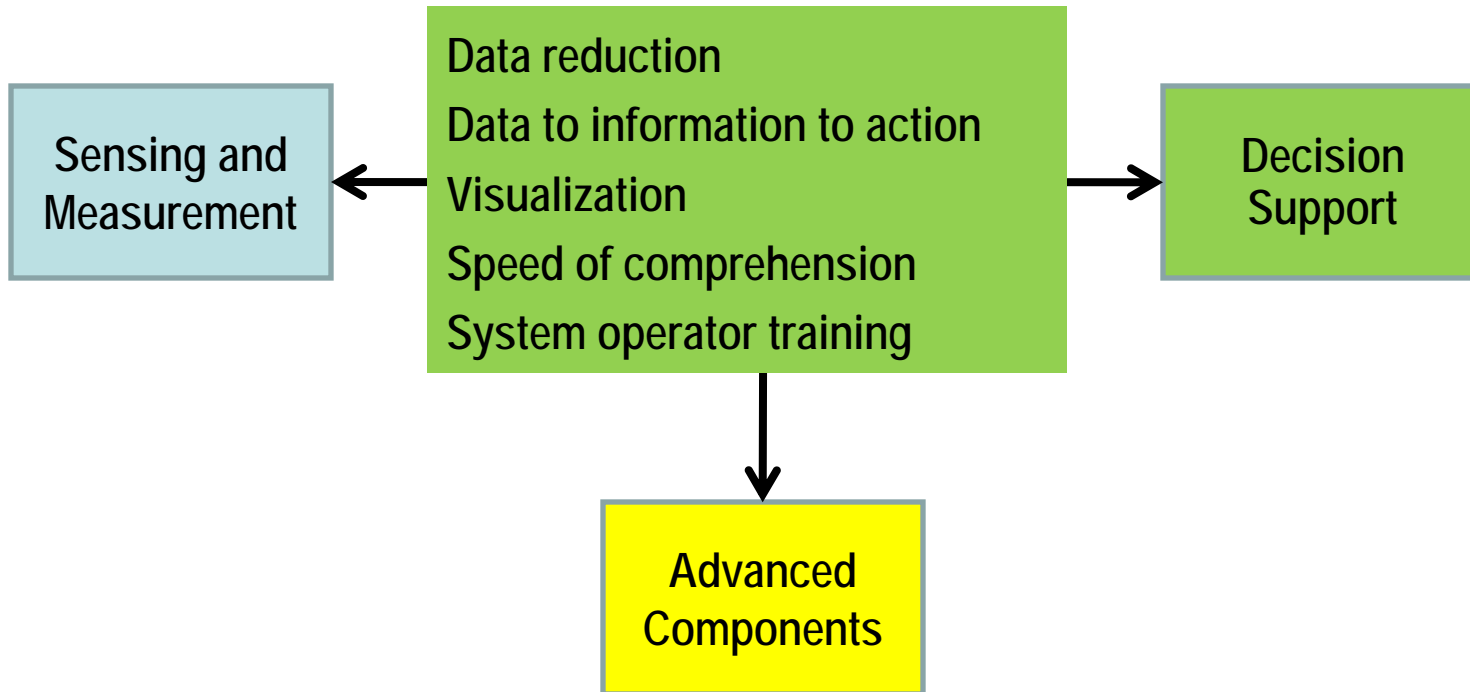 Data reduction
Data to information to action
Visualization
Speed of comprehension
System operator training
Sensing and
Measurement
Decision
Support
Advanced
Components